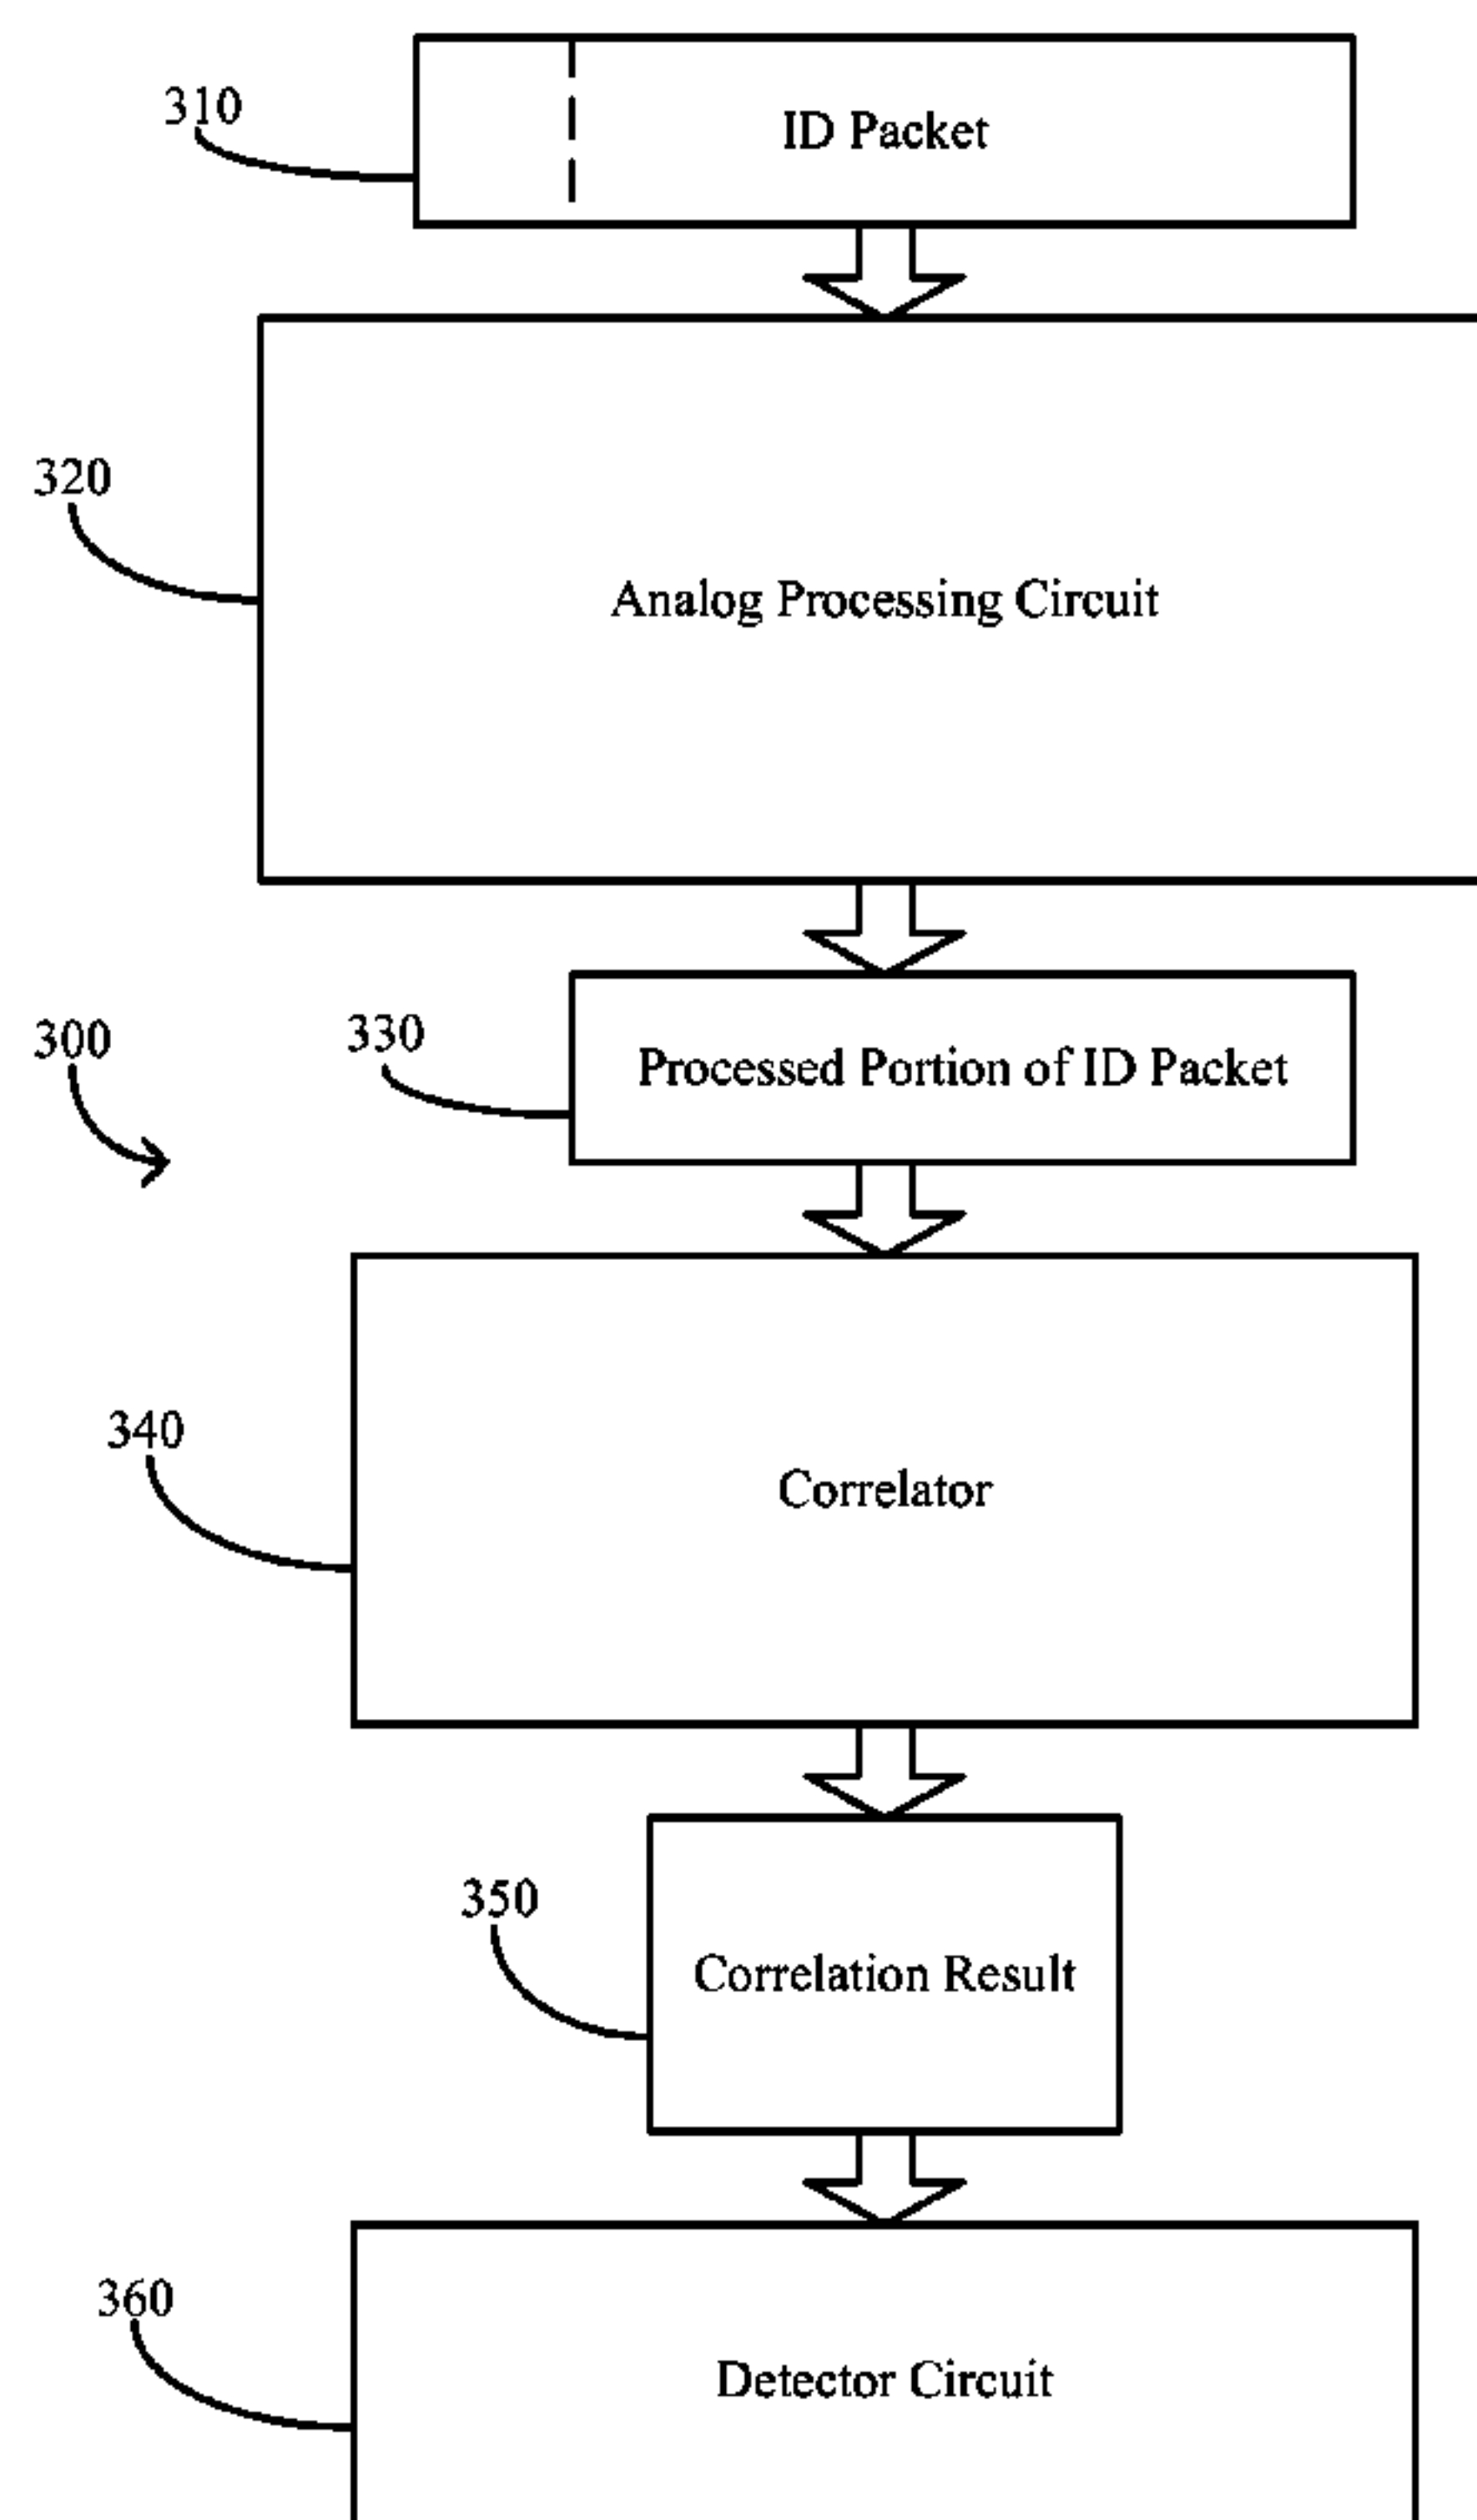 310
ID Packet
320
Analog Processing Circuit
300
330
Processed Portion of ID Packet
340
Correlator
350
Correlation Result
360
Detector Circuit